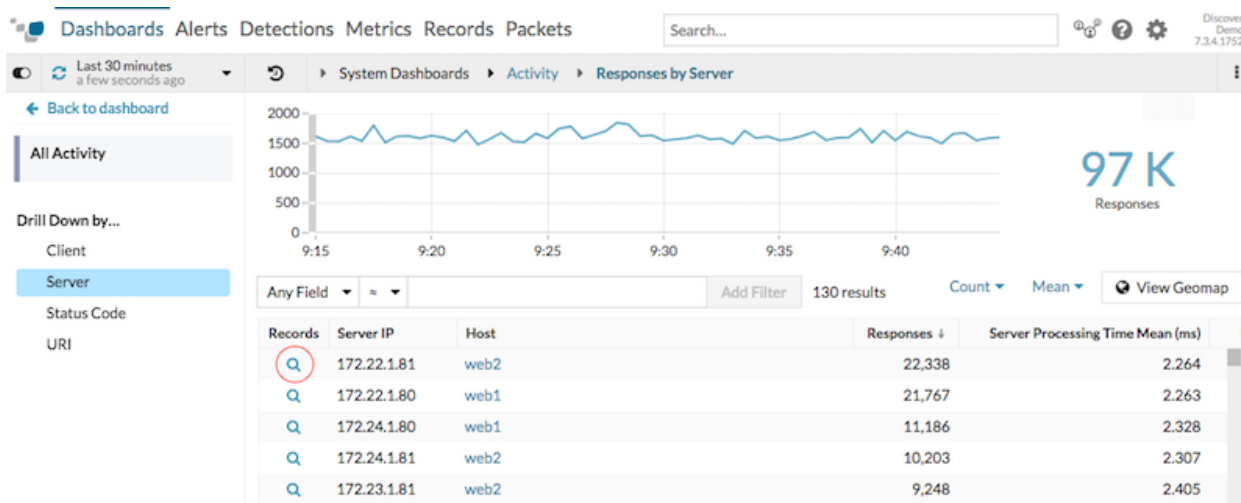 Dashboards Alerts Detections Metrics Records Packets
Search...
Discover
Demo
7.3.4.1752
Last 30 minutes
a few seconds ago
System Dashboards Activity Responses by Server
Back to dashboard
All Activity
Drill Down by...
Client
Server
Status Code
URI
2000
1500
1000
500
0
9:15 9:20 9:25 9:30 9:35 9:40
97 K
Responses
Any Field ≈ Add Filter 130 results Count Mean View Geomap
Records Server IP Host Responses ↓ Server Processing Time Mean (ms)
172.22.1.81 web2 22,338 2.264
172.22.1.80 web1 21,767 2.263
172.24.1.80 web1 11,186 2.328
172.24.1.81 web2 10,203 2.307
172.23.1.81 web2 9,248 2.405